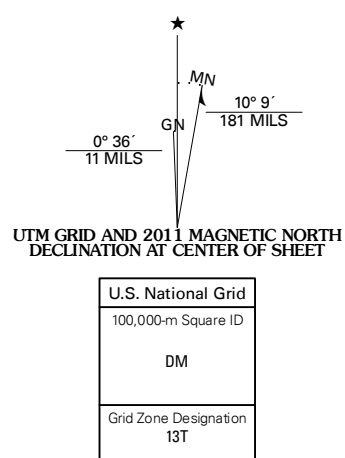 ★
MN
GN
10° 9´
181 MILS
0° 36´
11 MILS
UTM GRID AND 2011 MAGNETIC NORTH
DECLINATION AT CENTER OF SHEET
U.S. National Grid
100,000-m Square ID
DM
Grid Zone Designation
13T